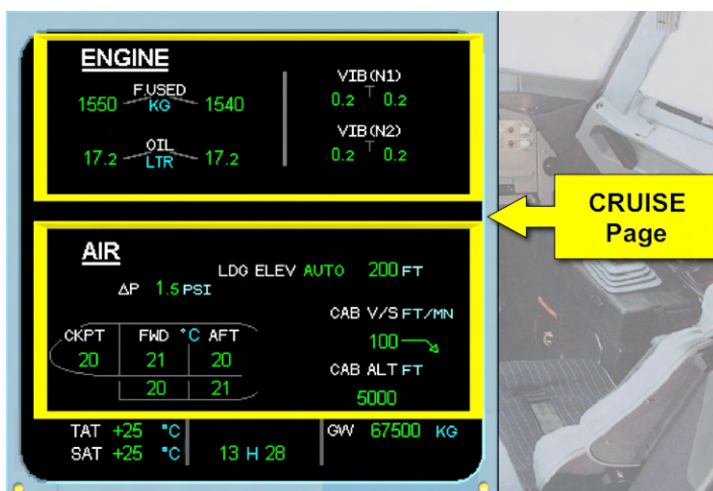 ENGINE
F.USED
1550 KG 1540
VIB (N1)
0.2 0.2
OIL
17.2 LTR 17.2
VIB (N2)
0.2 0.2
CRUISE
Page
AIR
LDG ELEV AUTO 200 FT
ΔP 1.5 PSI
CAB V/S FT/MN
100
CKPT FWD °C AFT
20 21 20
20 21
CAB ALT FT
5000
TAT +25 °C
SAT +25 °C
13 H 28
GW 67500 KG